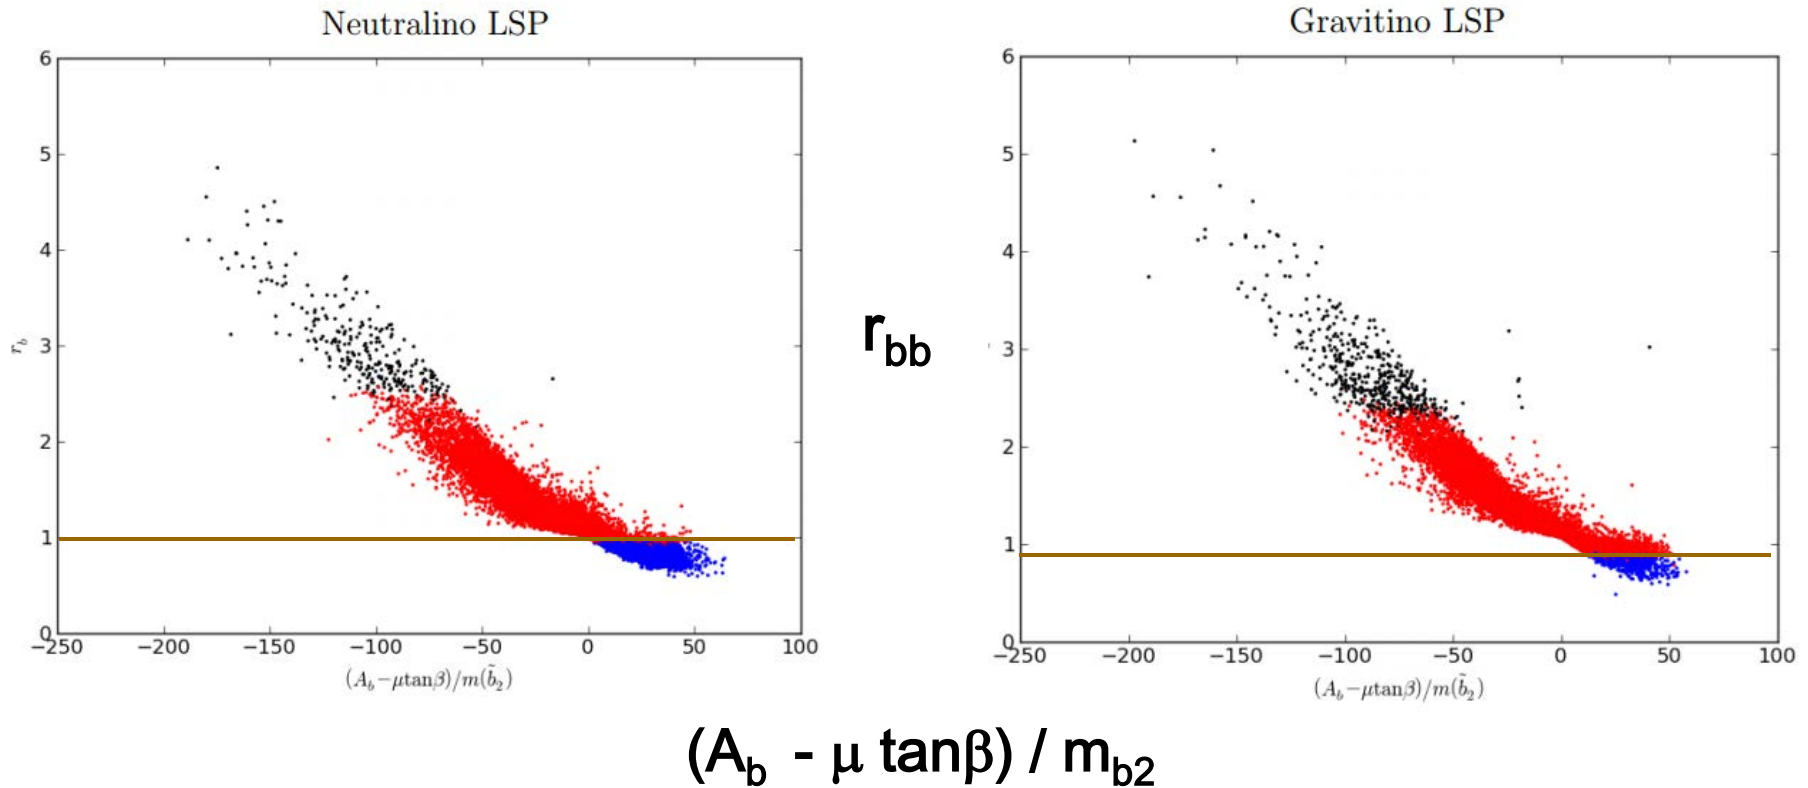 Neutralino LSP
6
5
4
3
2
1
0
r_b
−250 −200 −150 −100 −50 0 50 100
(A_b−μtanβ)/m(b̃_2)
r_bb
Gravitino LSP
6
5
4
3
2
1
0
−250 −200 −150 −100 −50 0 50 100
(A_b−μtanβ)/m(b̃_2)
(A_b - μ tanβ) / m_b2